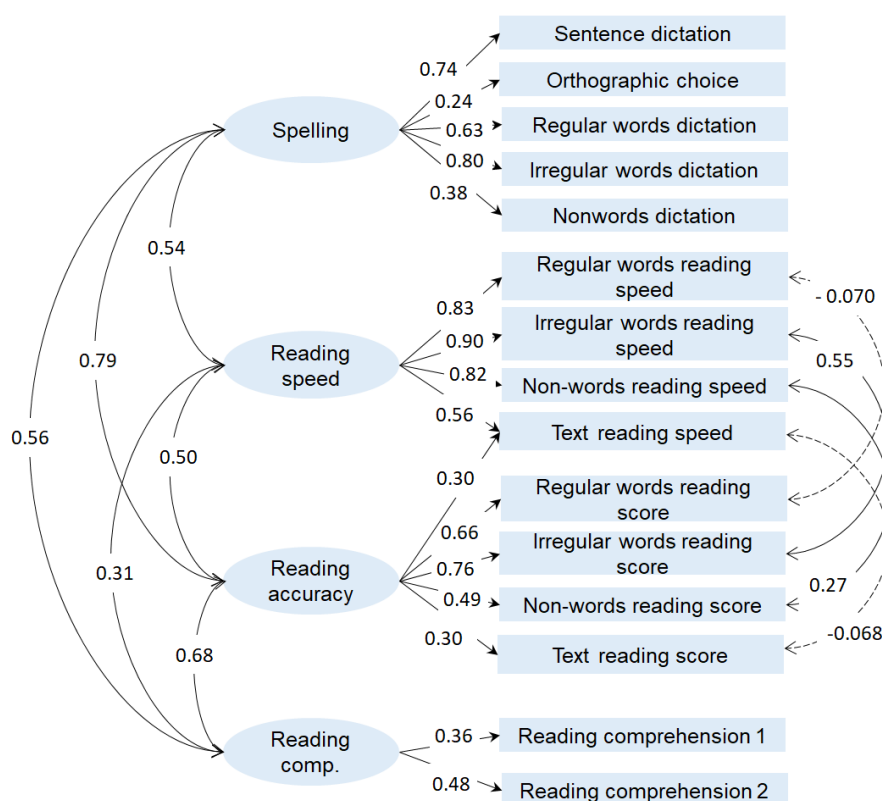 Sentence dictation
0.74
Orthographic choice
0.24
Spelling
0.63
Regular words dictation
0.80
Irregular words dictation
0.38
Nonwords dictation
0.54
Regular words reading
speed
- 0.070
0.83
Irregular words reading
speed
0.90
Reading
speed
0.79
0.55
0.82
Non-words reading speed
0.56
Text reading speed
0.56
0.50
0.30
Regular words reading
score
0.66
Irregular words reading
score
0.76
Reading
accuracy
0.31
0.49
Non-words reading score
0.27
0.30
-0.068
Text reading score
0.68
Reading
comp.
0.36
Reading comprehension 1
0.48
Reading comprehension 2